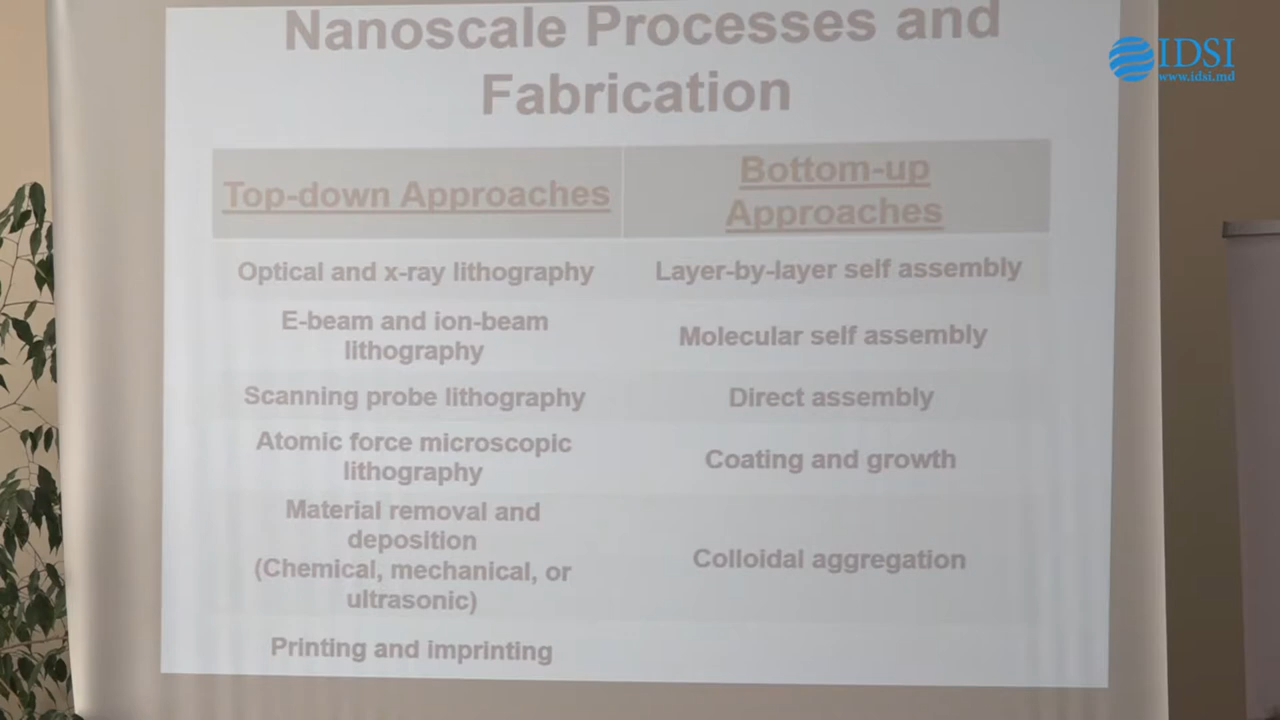 Nanoscale Processes and
Fabrication
IDSI
www.idsi.md
Top-down Approaches
Bottom-up
Approaches
Optical and x-ray lithography
Layer-by-layer self assembly
E-beam and ion-beam
lithography
Molecular self assembly
Scanning probe lithography
Direct assembly
Atomic force microscopic
lithography
Coating and growth
Material removal and
deposition
(Chemical, mechanical, or
ultrasonic)
Colloidal aggregation
Printing and imprinting